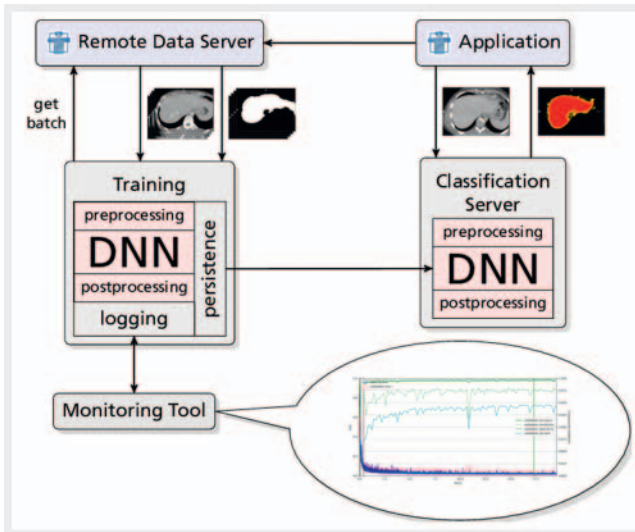 Remote Data Server
Application
get
batch
Training
preprocessing
DNN
postprocessing
logging
persistence
Classification
Server
preprocessing
DNN
postprocessing
Monitoring Tool